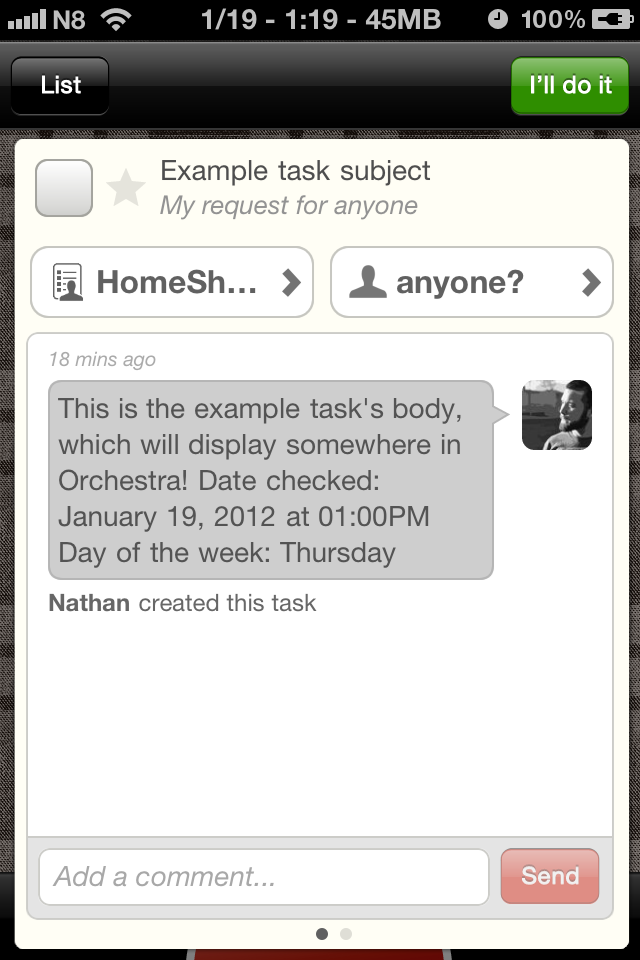 N8 1/19 - 1:19 - 45MB 100%
List I'll do it
Example task subject
My request for anyone
HomeSh... anyone?
18 mins ago
This is the example task's body,
which will display somewhere in
Orchestra! Date checked:
January 19, 2012 at 01:00PM
Day of the week: Thursday
Nathan created this task
Add a comment... Send